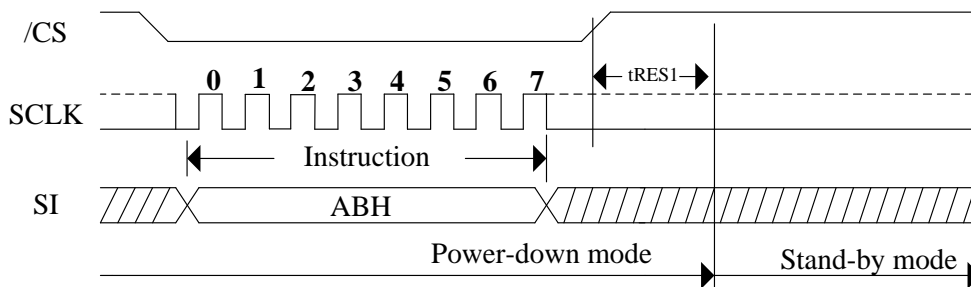 /CS
tRES1
0 1 2 3 4 5 6 7
SCLK
Instruction
SI
ABH
Power-down mode
Stand-by mode